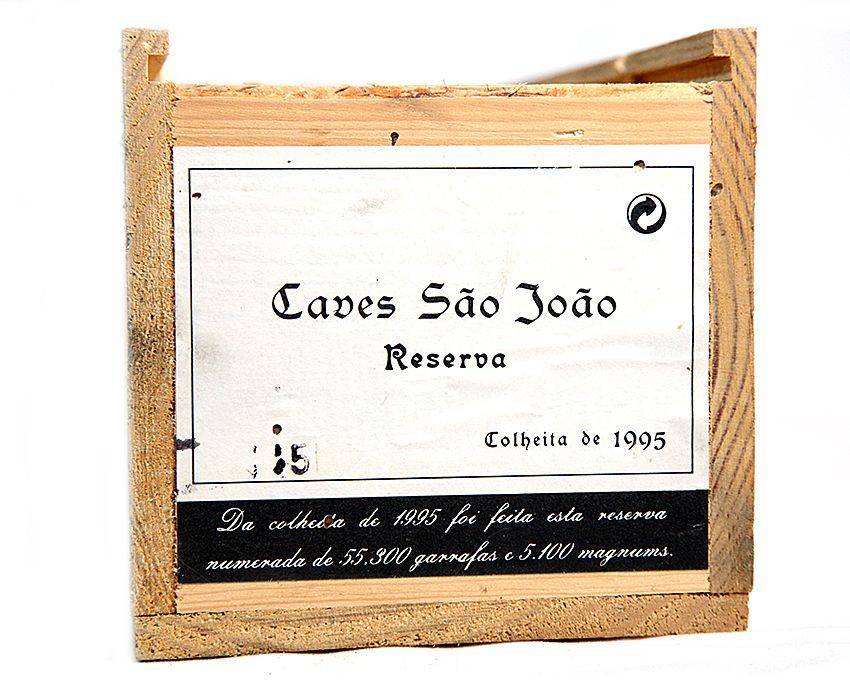 Caves São João
Reserva
Colheita de 1995
Da colheita de 1995 foi feita esta reserva
numerada de 55.300 garrafas e 5.100 magnums.